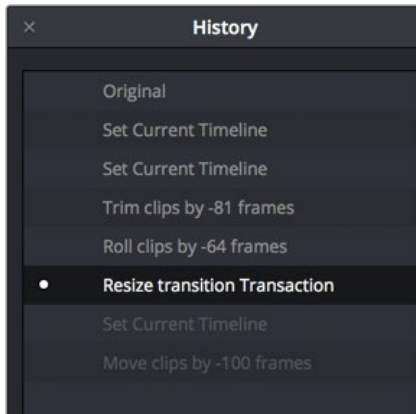 History
Original
Set Current Timeline
Set Current Timeline
Trim clips by -81 frames
Roll clips by -64 frames
Resize transition Transaction
Set Current Timeline
Move clips by -100 frames